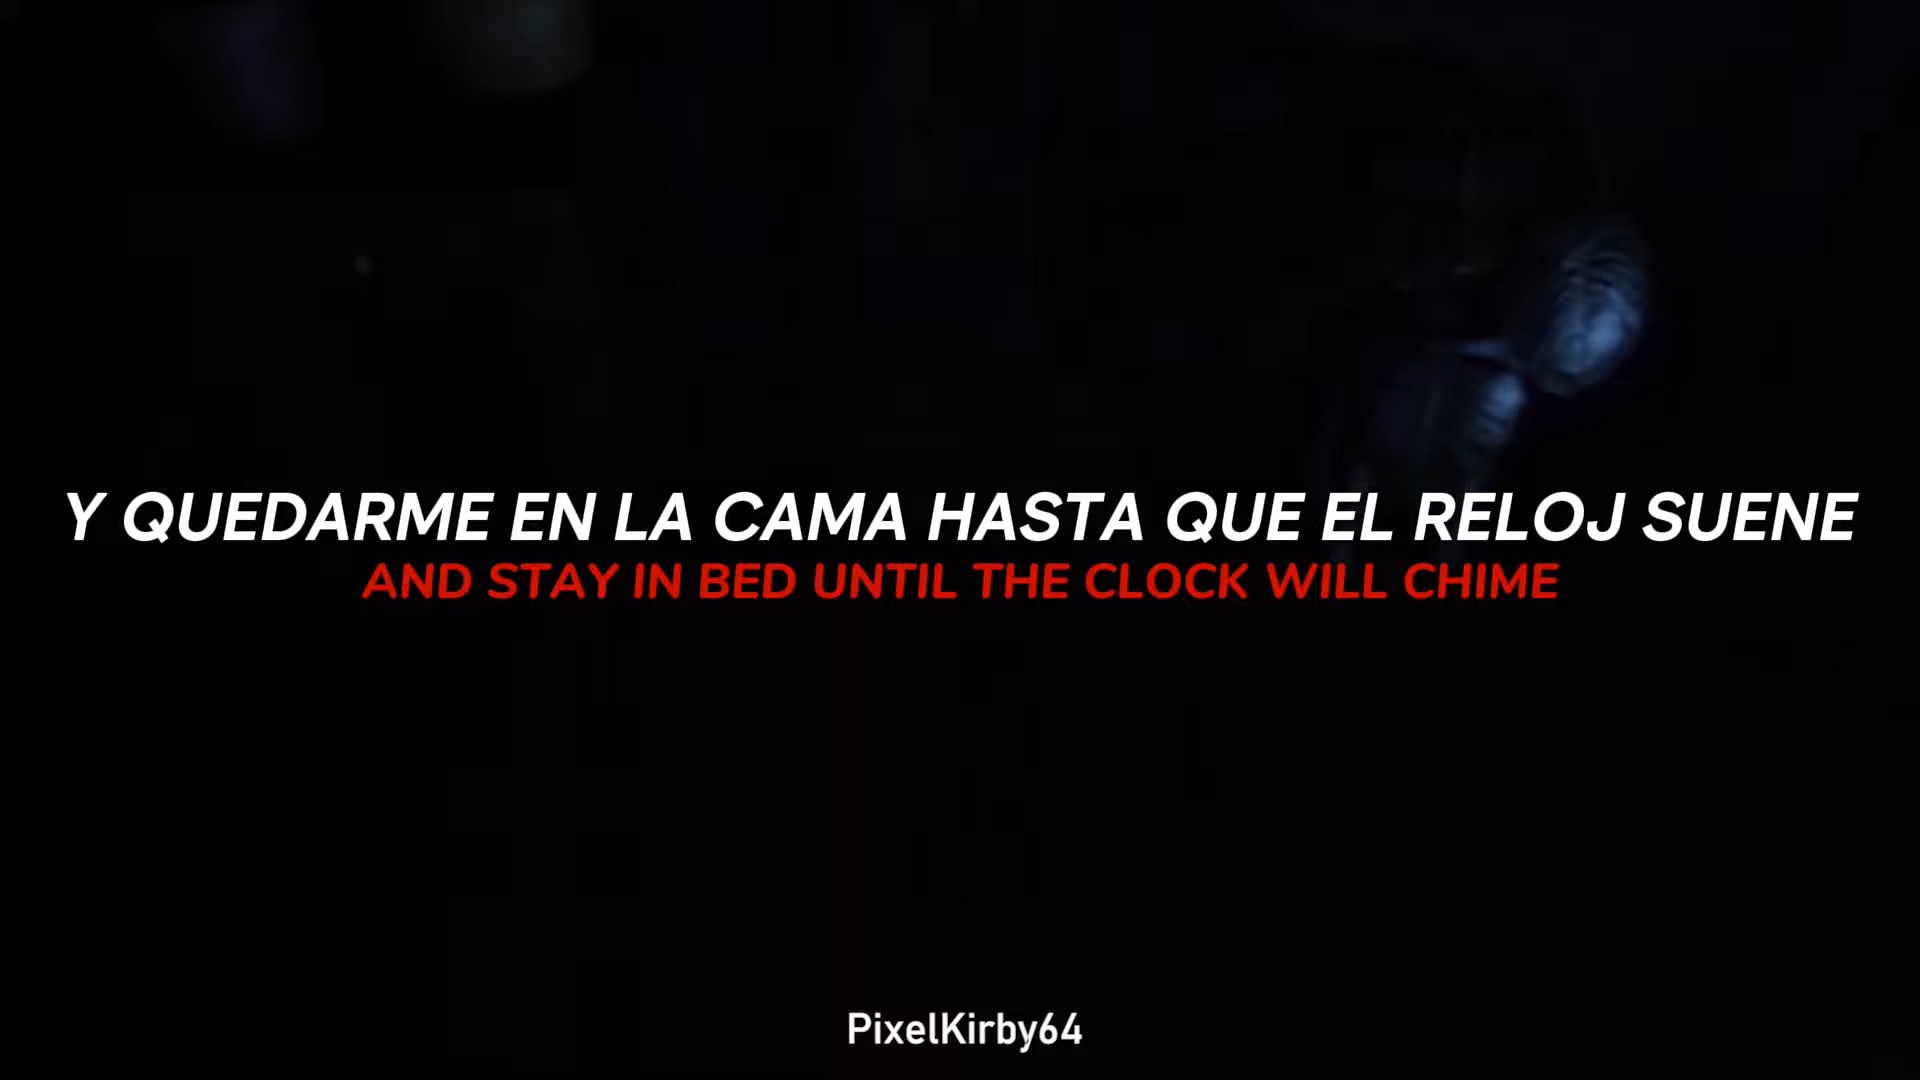 Y QUEDARME EN LA CAMA HASTA QUE EL RELOJ SUENE
AND STAY IN BED UNTIL THE CLOCK WILL CHIME
PixelKirby64